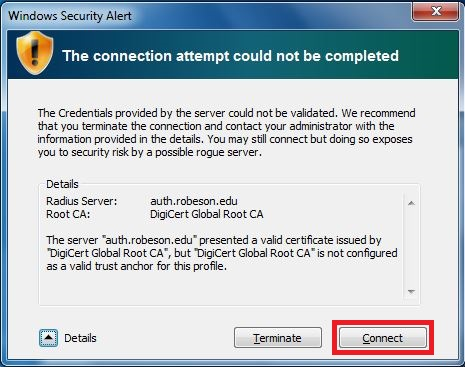 Windows Security Alert
The connection attempt could not be completed
The Credentials provided by the server could not be validated. We recommend
that you terminate the connection and contact your administrator with the
information provided in the details. You may still connect but doing so exposes
you to security risk by a possible rogue server.
Details
Radius Server: auth.robeson.edu
Root CA: DigiCert Global Root CA
The server "auth.robeson.edu" presented a valid certificate issued by
"DigiCert Global Root CA", but "DigiCert Global Root CA" is not configured
as a valid trust anchor for this profile.
Details Terminate Connect